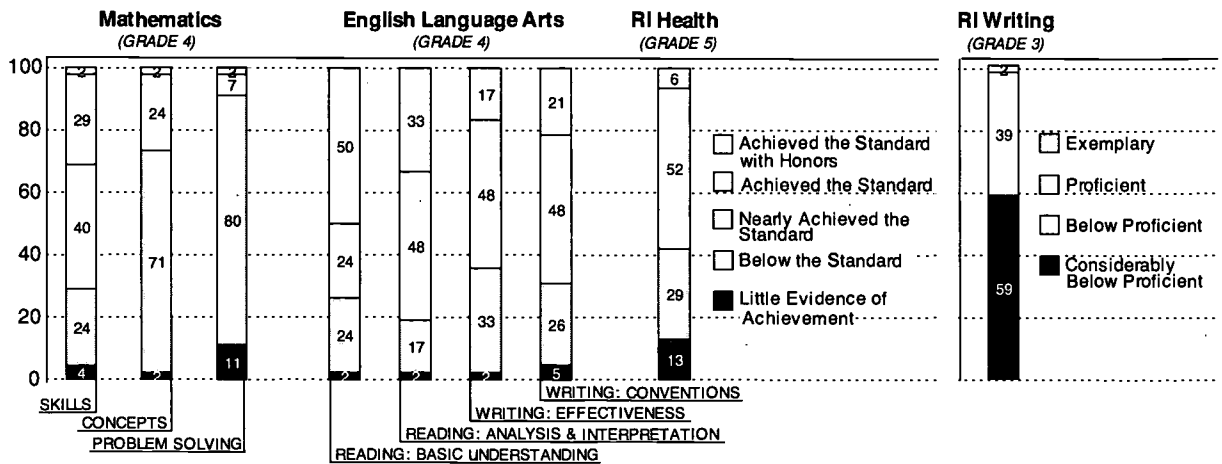 Mathematics
(GRADE 4)
English Language Arts
(GRADE 4)
RI Health
(GRADE 5)
RI Writing
(GRADE 3)
100
80
60
40
20
0
2
29
40
24
4
SKILLS
2
24
71
2
CONCEPTS
2
7
80
11
PROBLEM SOLVING
50
24
24
2
READING: BASIC UNDERSTANDING
33
48
17
2
READING: ANALYSIS & INTERPRETATION
17
48
33
2
WRITING: EFFECTIVENESS
21
48
26
5
WRITING: CONVENTIONS
6
52
29
13
Achieved the Standard
with Honors
Achieved the Standard
Nearly Achieved the
Standard
Below the Standard
Little Evidence of
Achievement
2
39
59
Exemplary
Proficient
Below Proficient
Considerably
Below Proficient